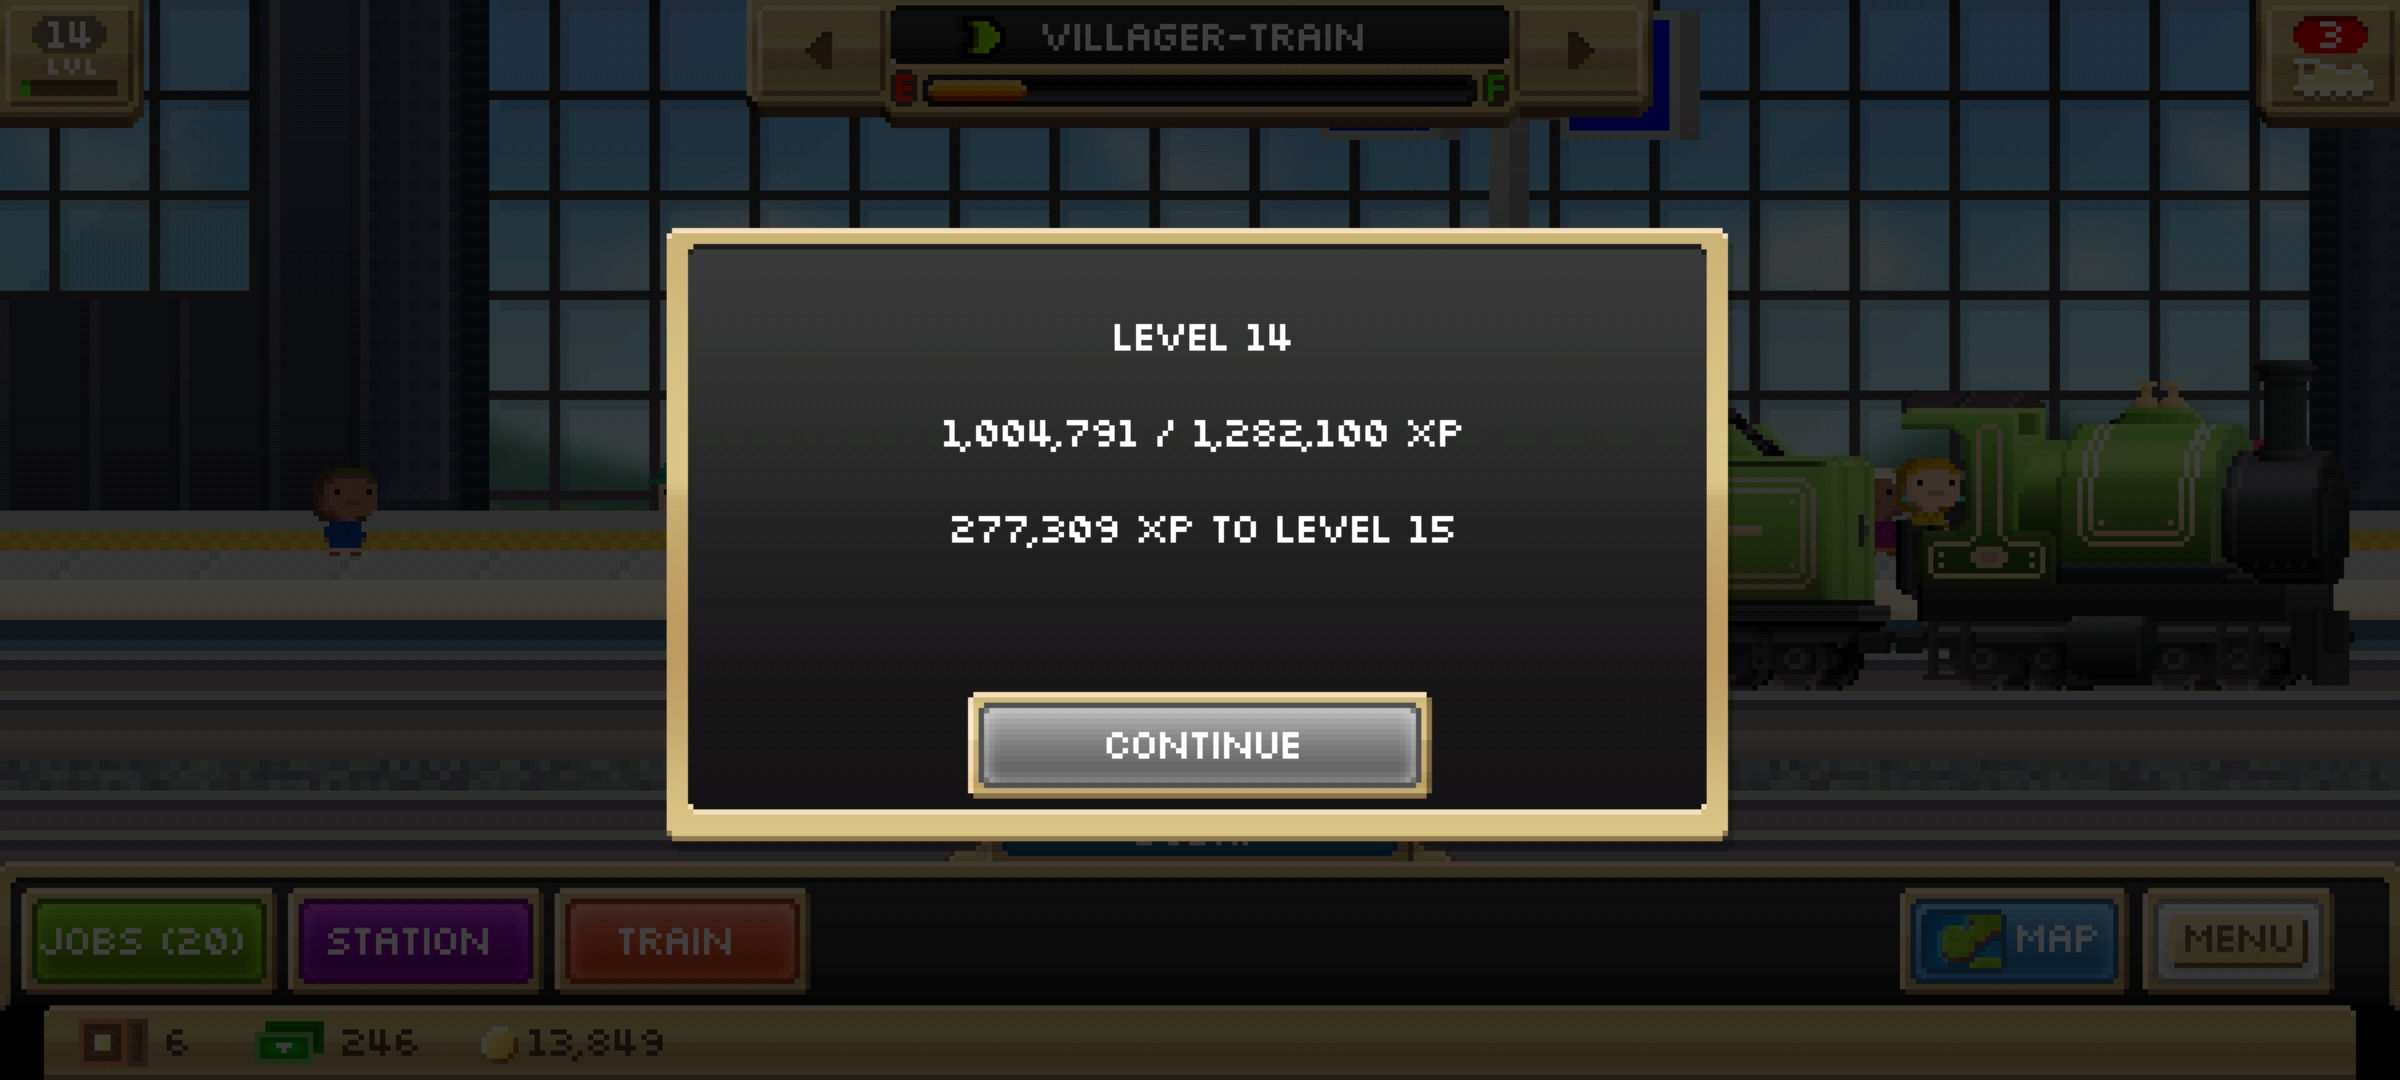 14
LVL
VILLAGER-TRAIN
E
F
3
LEVEL 14
1,004,791 / 1,282,100 XP
277,309 XP TO LEVEL 15
CONTINUE
JOBS (20)
STATION
TRAIN
MAP
MENU
6
246
13,849